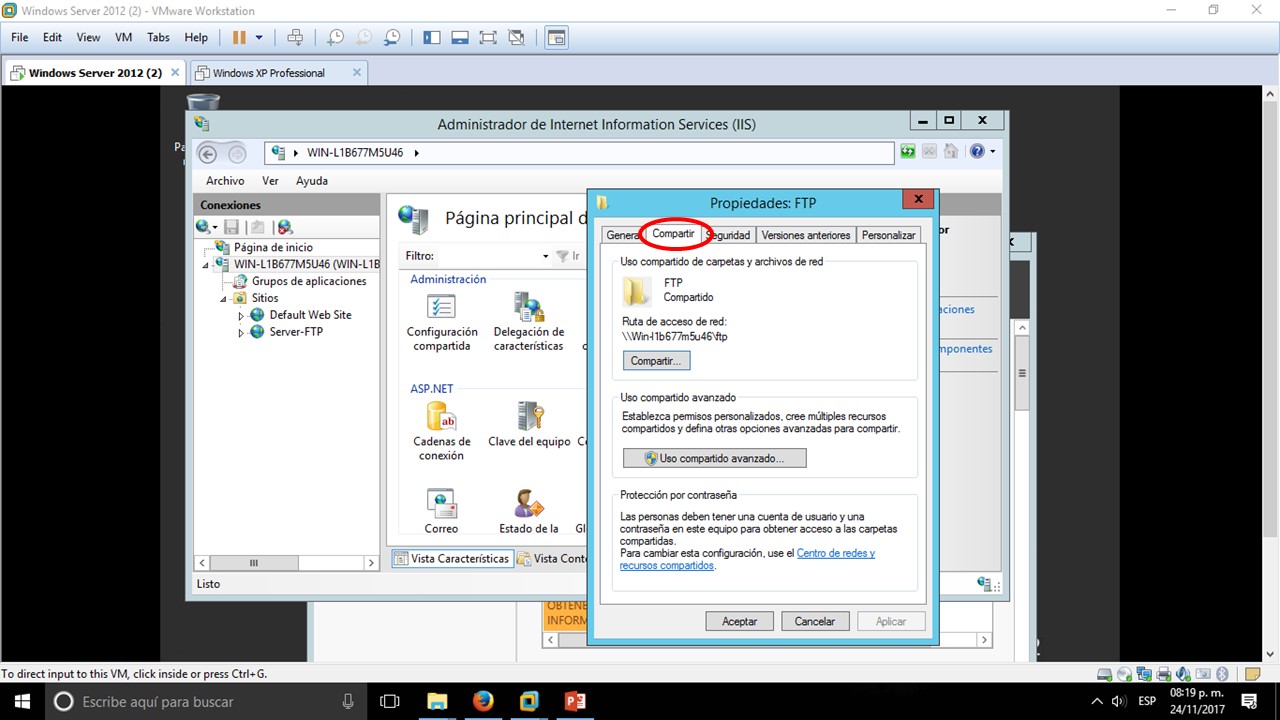 Windows Server 2012 (2) - VMware Workstation
File Edit View VM Tabs Help
Windows Server 2012 (2)
Windows XP Professional
Administrador de Internet Information Services (IIS)
WIN-L1B677M5U46
Archivo Ver Ayuda
Conexiones
Página de inicio
WIN-L1B677M5U46 (WIN-L1B
Grupos de aplicaciones
Sitios
Default Web Site
Server-FTP
Página principal d
Filtro:
Ir
Administración
Configuración
compartida
Delegación de
características
ASP.NET
Cadenas de
conexión
Clave del equipo
Correo
Estado de la
Vista Características
Vista Conte
Listo
Propiedades: FTP
General
Compartir
Seguridad
Versiones anteriores
Personalizar
Uso compartido de carpetas y archivos de red
FTP
Compartido
Ruta de acceso de red:
\\Win-l1b677m5u46\ftp
Compartir...
Uso compartido avanzado
Establezca permisos personalizados, cree múltiples recursos
compartidos y defina otras opciones avanzadas para compartir.
Uso compartido avanzado...
Protección por contraseña
Las personas deben tener una cuenta de usuario y una
contraseña en este equipo para obtener acceso a las carpetas
compartidas.
Para cambiar esta configuración, use el Centro de redes y
recursos compartidos.
Aceptar
Cancelar
Aplicar
or
aciones
mponentes
OBTENE
INFORM
To direct input to this VM, click inside or press Ctrl+G.
Escribe aquí para buscar
ESP
08:19 p. m.
24/11/2017